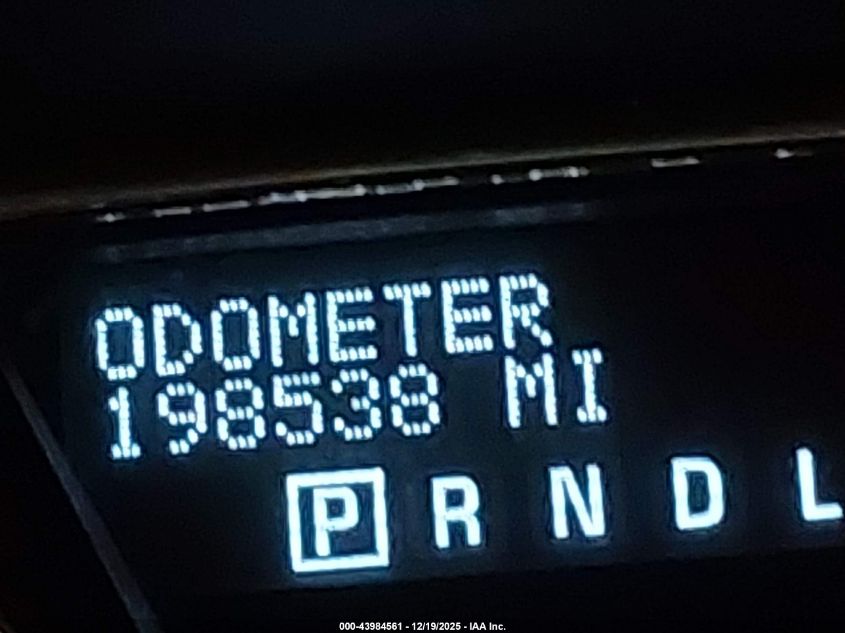 ODOMETER
198538 MI
P R N D L
000-43984561 - 12/19/2025 - IAA Inc.